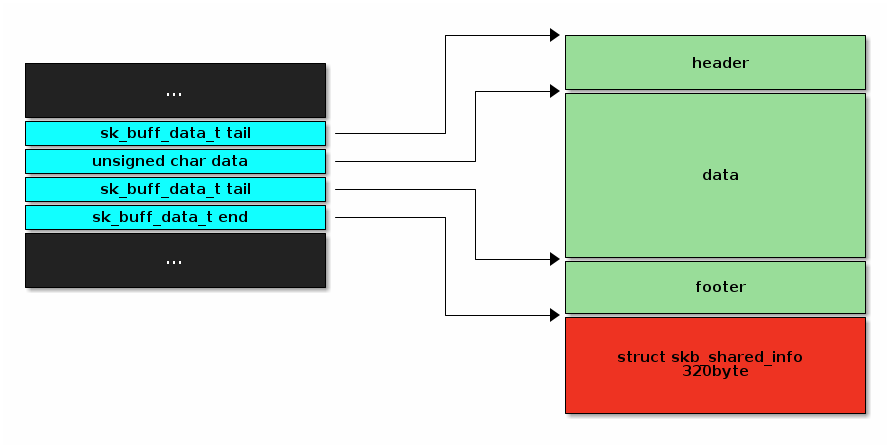 ...
sk_buff_data_t tail
unsigned char data
sk_buff_data_t tail
sk_buff_data_t end
...
header
data
footer
struct skb_shared_info
320byte